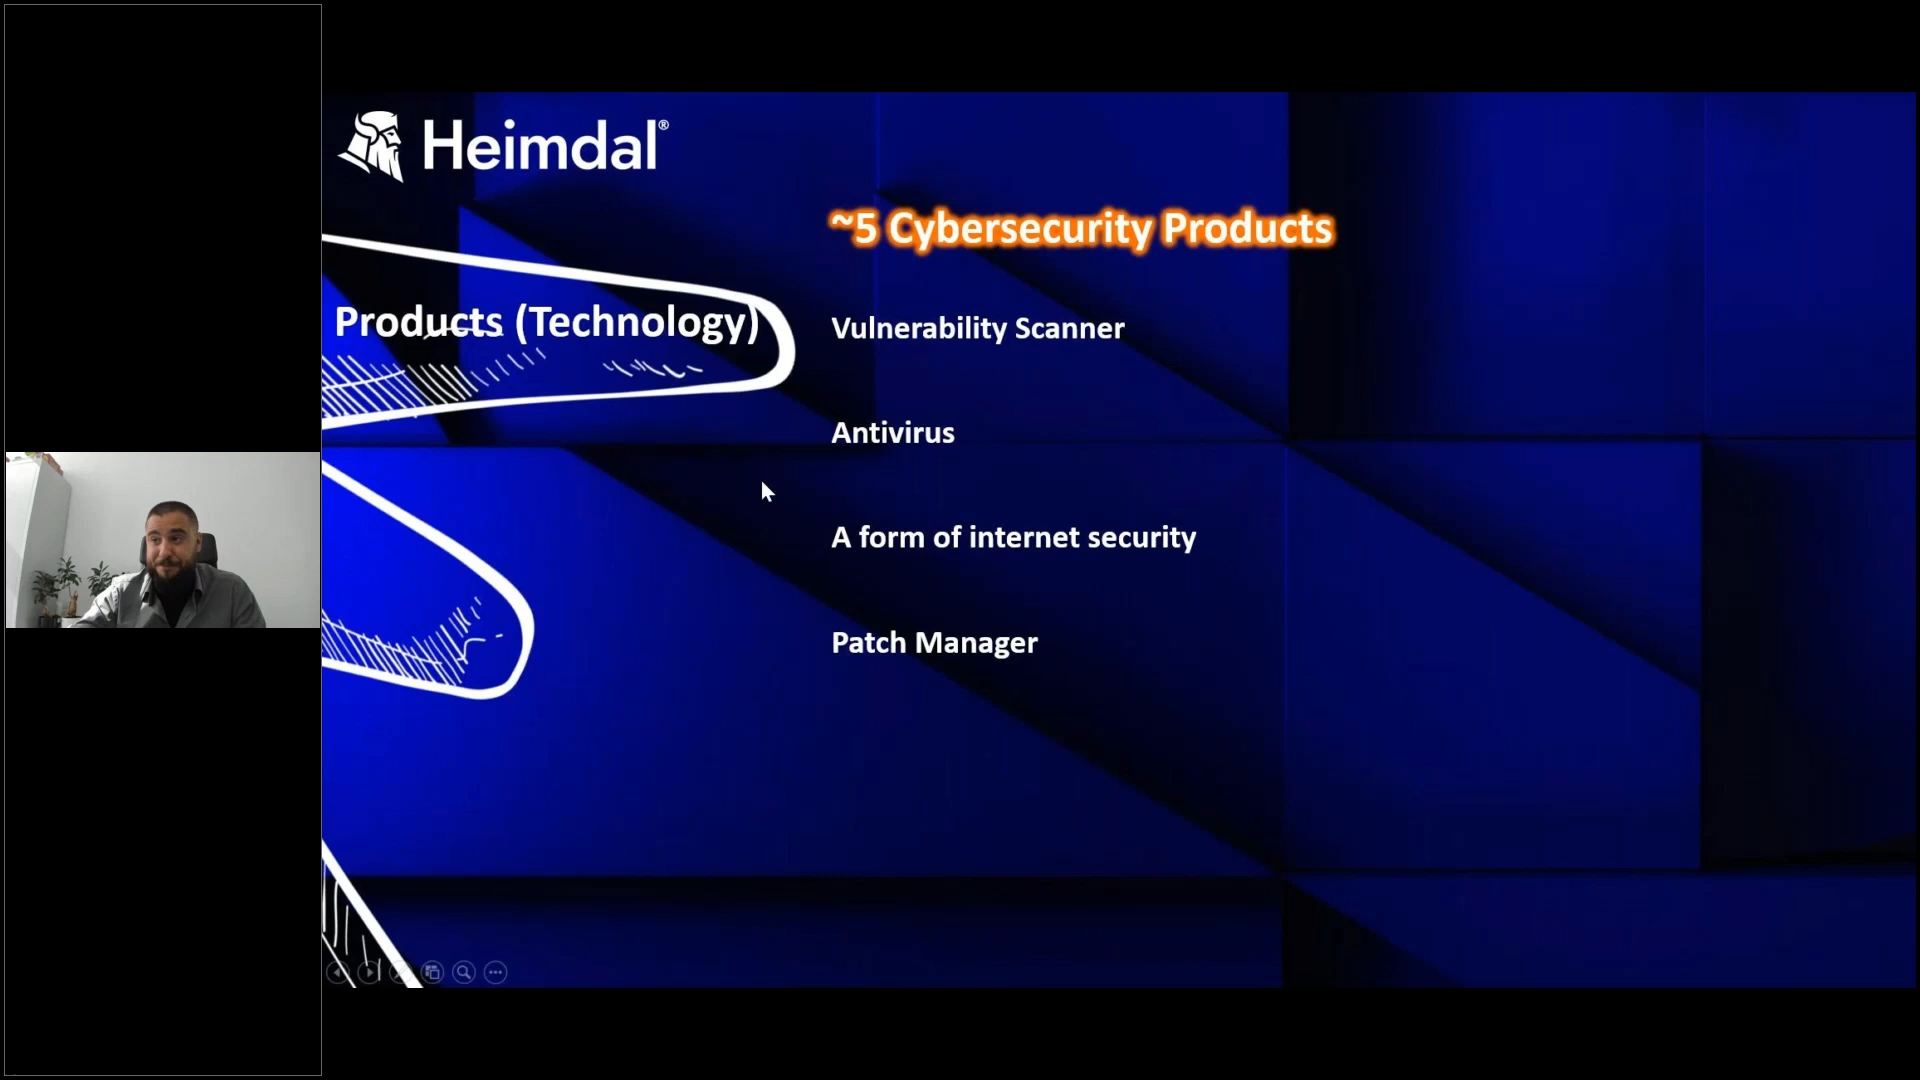 Heimdal®
~5 Cybersecurity Products
Products (Technology)
Vulnerability Scanner
Antivirus
A form of internet security
Patch Manager